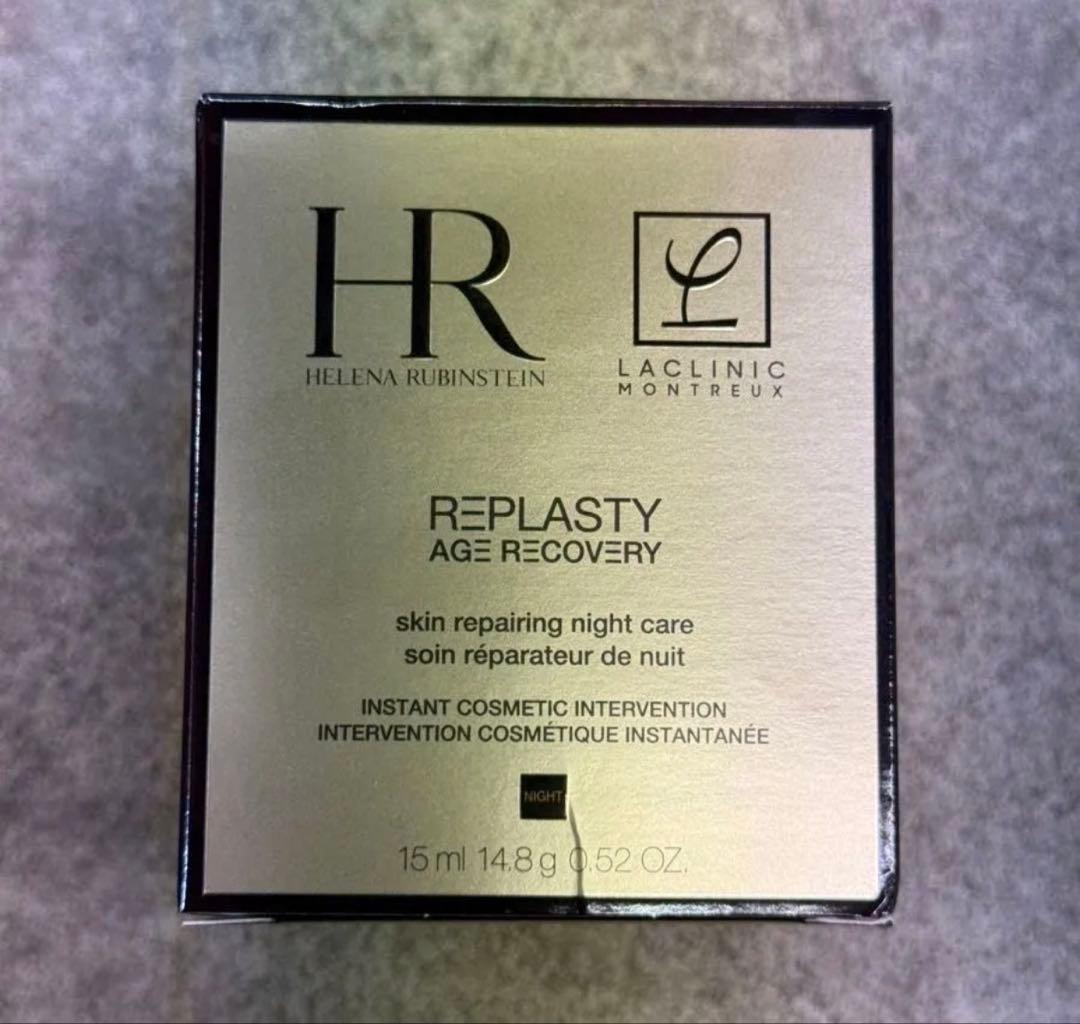 HR
HELENA RUBINSTEIN
L
LACLINIC
MONTREUX
REPLASTY
AGE RECOVERY
skin repairing night care
soin réparateur de nuit
INSTANT COSMETIC INTERVENTION
INTERVENTION COSMÉTIQUE INSTANTANÉE
NIGHT
15 ml 14.8 g 0.52 OZ.